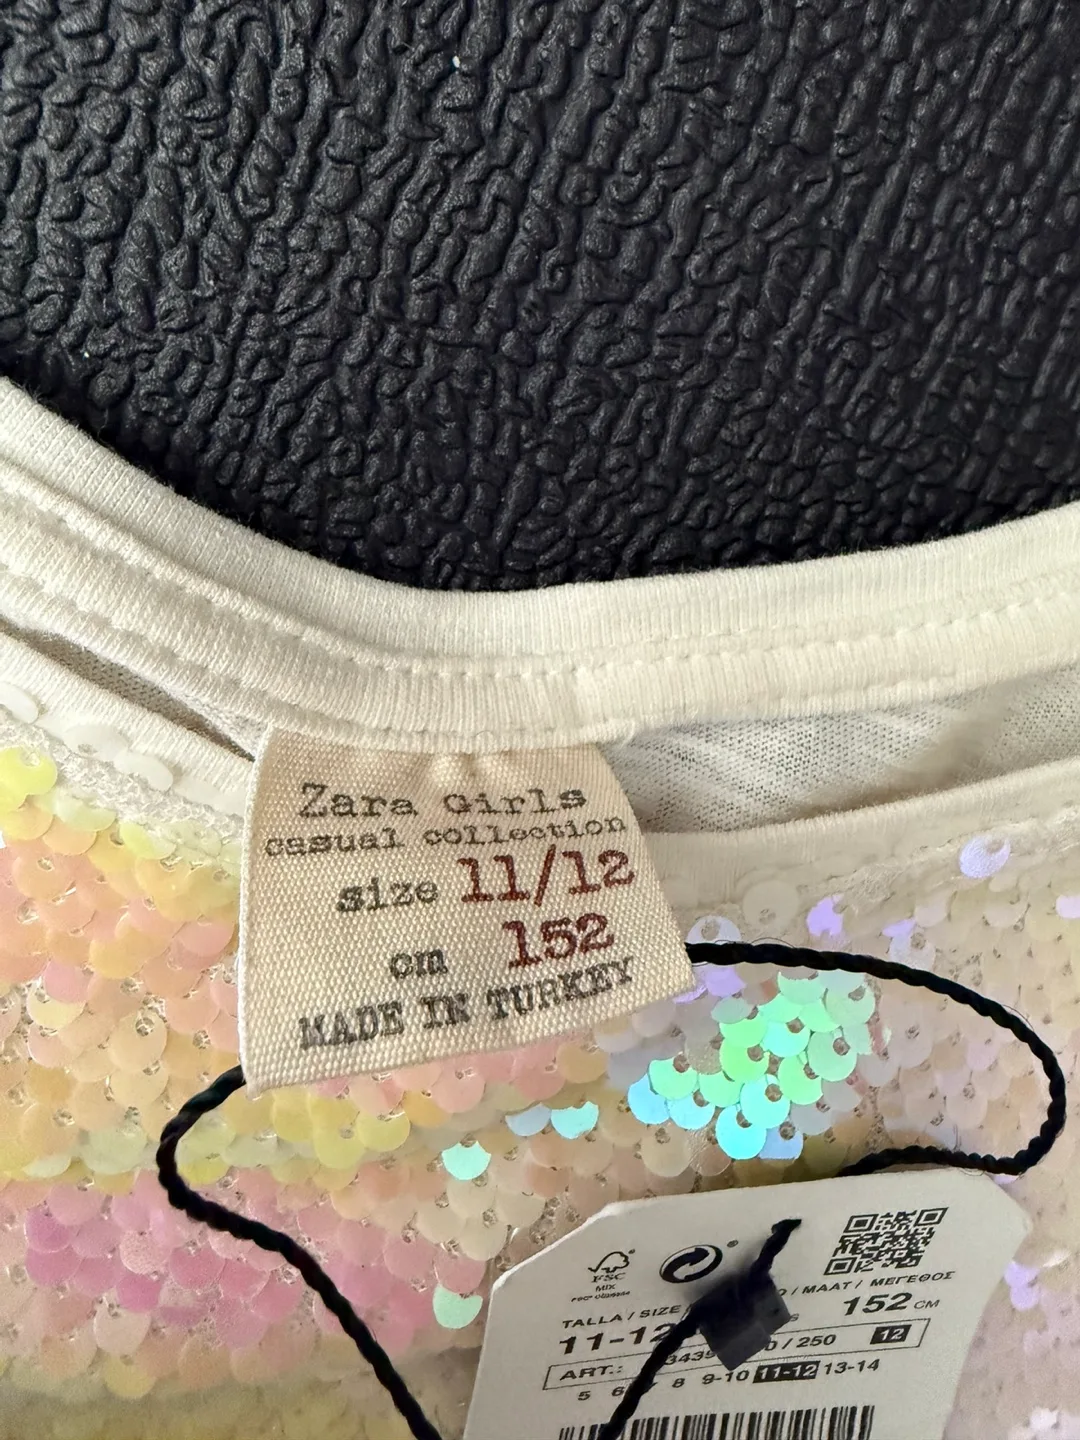 Zara Girls
casual collection
size 11/12
cm 152
MADE IN TURKEY
FSC
MIX
TALLA / SIZE / MAAT / ΜΕΓΕΘΟΣ
11-12 152 CM
ART.: / 250 12
5 6 8 9-10 11-12 13-14